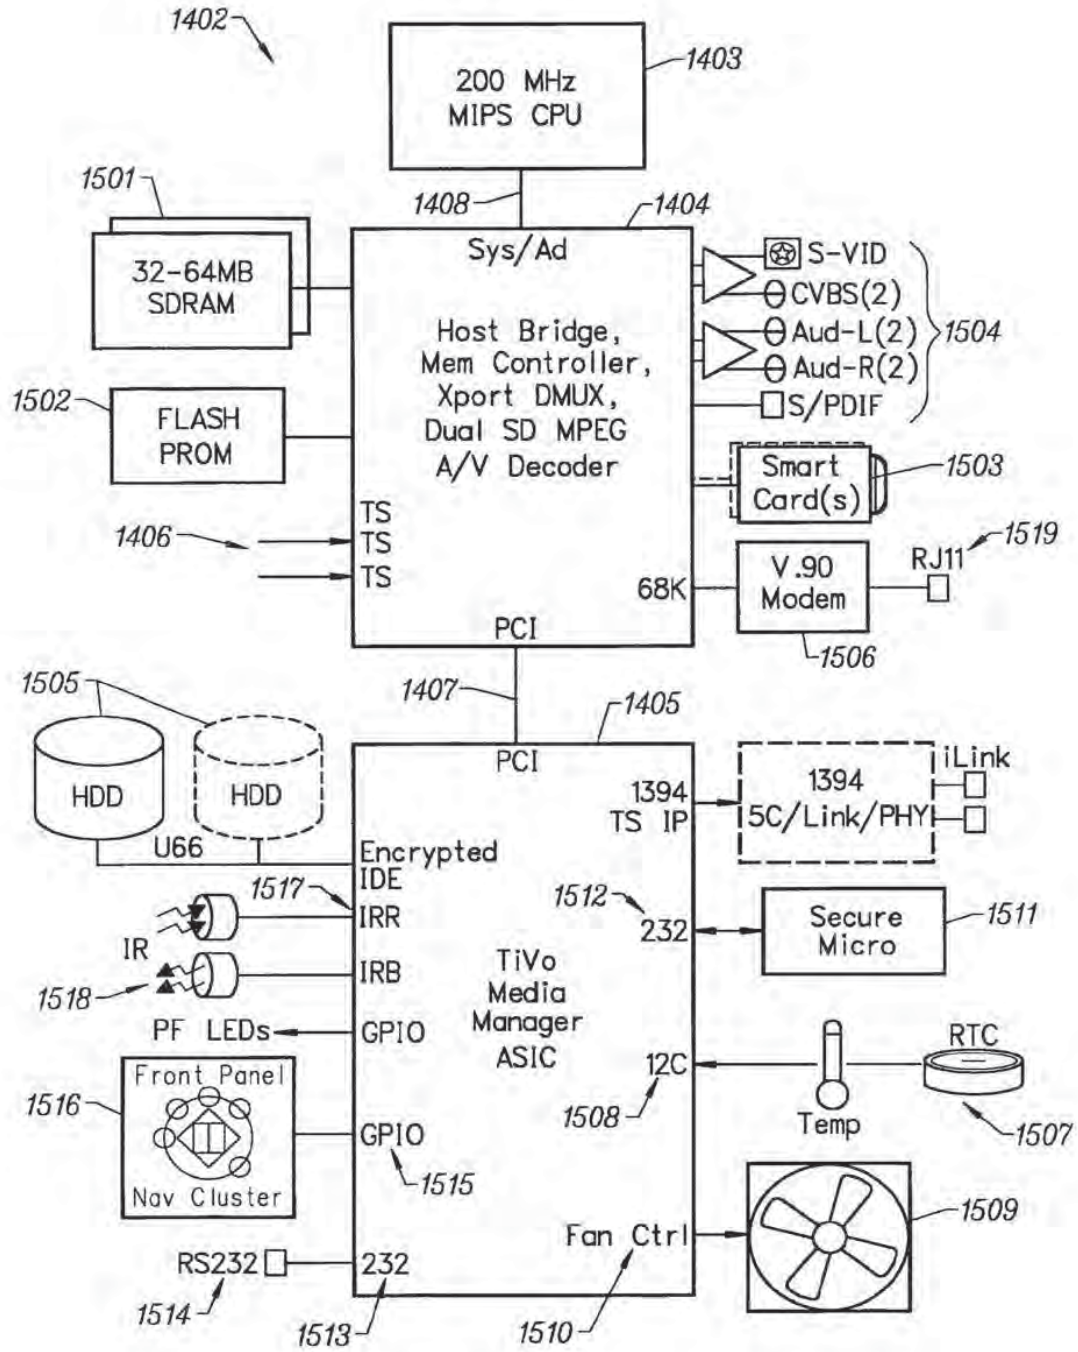 1402
200 MHz
MIPS CPU
1403
1501
1408
1404
32-64MB
SDRAM
Sys/Ad
S-VID
CVBS(2)
Aud-L(2)
Aud-R(2)
S/PDIF
1504
Host Bridge,
Mem Controller,
Xport DMUX,
Dual SD MPEG
A/V Decoder
1502
FLASH
PROM
Smart
Card(s)
1503
TS
TS
TS
1406
1519
RJ11
V.90
Modem
68K
1506
PCI
1407
1505
1405
HDD
HDD
U66
PCI
1394
TS IP
1394
5C/Link/PHY
iLink
Encrypted
IDE
1517
IRR
1512
232
Secure
Micro
1511
IR
IRB
1518
TiVo
Media
Manager
ASIC
PF LEDs
GPIO
RTC
12C
1508
Temp
1507
Front Panel
Nav Cluster
1516
GPIO
1515
Fan Ctrl
1509
1510
RS232
232
1514
1513